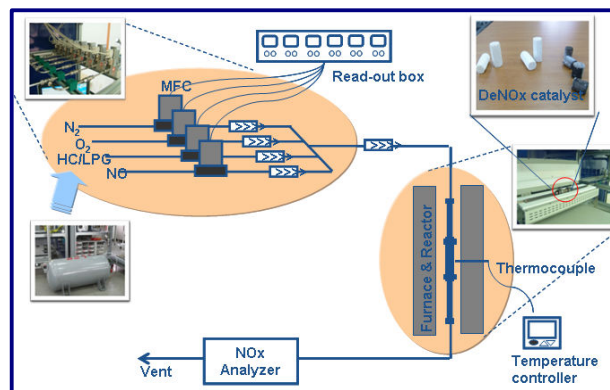 Read-out box
MFC
DeNOx catalyst
N2
O2
HC/LPG
NO
Furnace & Reactor
Thermocouple
Temperature
controller
NOx
Analyzer
Vent